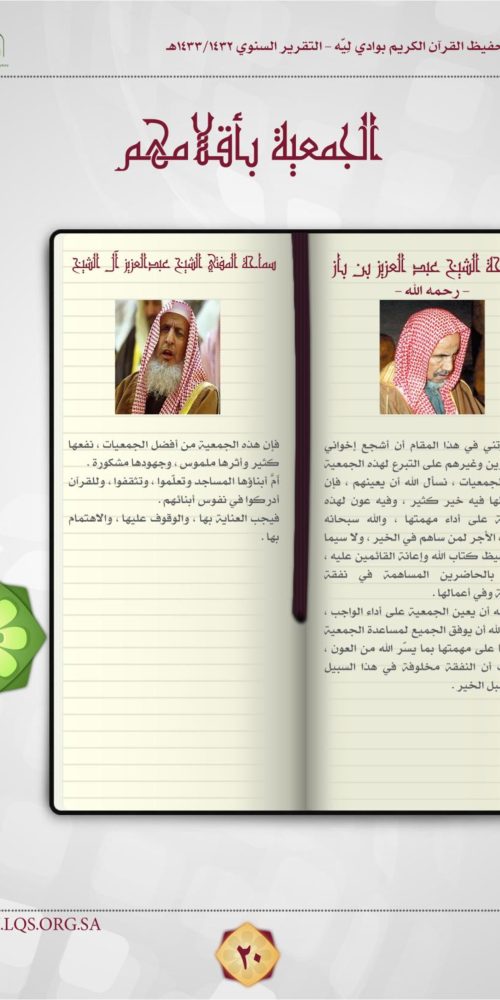 حفيظ القرآن الكريم بوادي لِيّه - التقرير السنوي ١٤٣٣/١٤٣٢هـ
الجمعية بأقلامهم
الشيخ عبد العزيز بن باز
- رحمه الله -
في هذا المقام أن أشجع إخواني
وغيرهم على التبرع لهذه الجمعية
، نسأل الله أن يعينهم ، فإن
فيه خير كثير ، وفيه عون لهذه
على أداء مهمتها ، والله سبحانه
الأجر لمن ساهم في الخير ، ولا سيما
كتاب الله وإعانة القائمين عليه ،
بالحاضرين المساهمة في نفقة
وفي أعمالها .
أن يعين الجمعية على أداء الواجب ،
أن يوفق الجميع لمساعدة الجمعية
على مهمتها بما يسّر الله من العون ،
أن النفقة مخلوفة في هذا السبيل
الخير .
سماحة المفتي الشيخ عبدالعزيز آل الشيخ
فإن هذه الجمعية من أفضل الجمعيات ، نفعها
كثير وأثرها ملموس ، وجهودها مشكورة .
أمَّ أبناؤها المساجد وتعلّموا ، وتثقفوا ، وللقرآن
أدركوا في نفوس أبنائهم .
فيجب العناية بها ، والوقوف عليها ، والاهتمام
بها .
.LQS.ORG.SA
٢٠